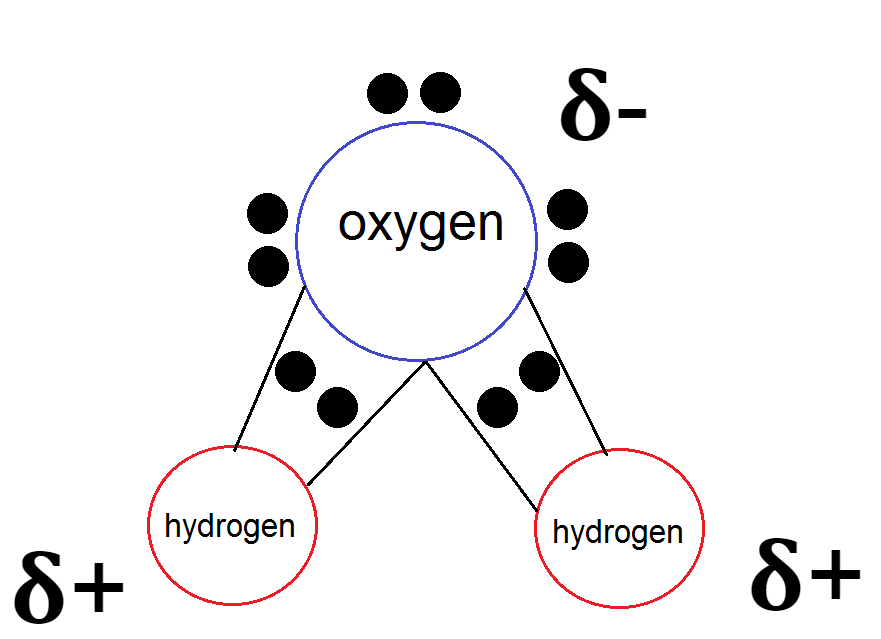 δ-
oxygen
hydrogen
hydrogen
δ+
δ+